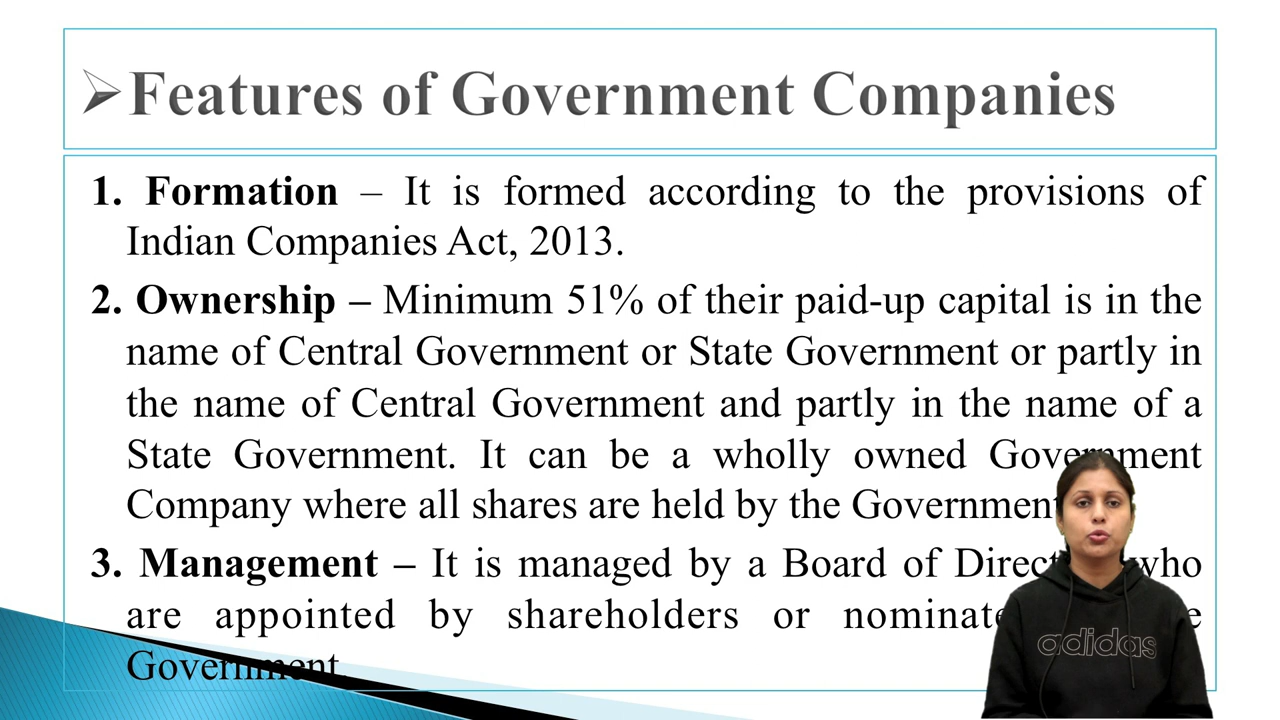 Features of Government Companies
1. Formation – It is formed according to the provisions of
Indian Companies Act, 2013.
2. Ownership – Minimum 51% of their paid-up capital is in the
name of Central Government or State Government or partly in
the name of Central Government and partly in the name of a
State Government. It can be a wholly owned Government
Company where all shares are held by the Government
3. Management – It is managed by a Board of Directors who
are appointed by shareholders or
Government.
adidas